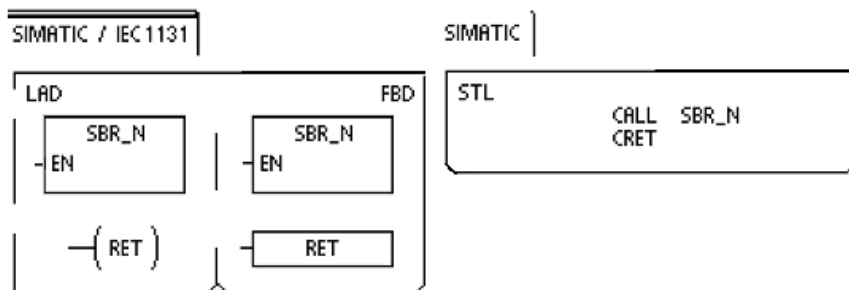 SIMATIC / IEC1131
SIMATIC
LAD
FBD
SBR_N
EN
SBR_N
EN
RET
RET
STL
CALL SBR_N
CRET